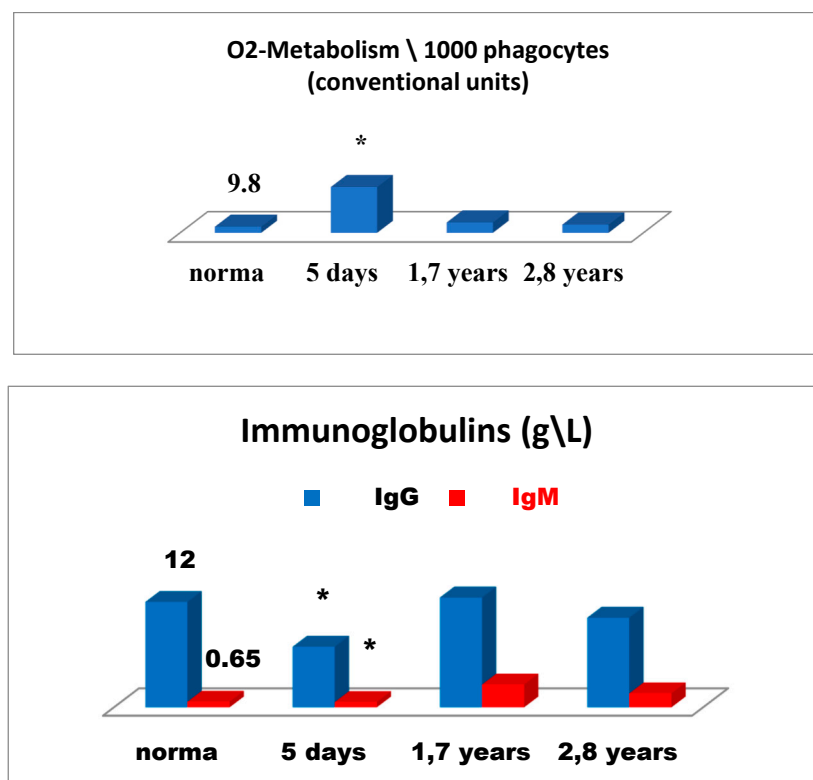 O2-Metabolism \ 1000 phagocytes
(conventional units)
*
9.8
norma 5 days 1,7 years 2,8 years
Immunoglobulins (g\L)
IgG IgM
12
*
*
0.65
norma 5 days 1,7 years 2,8 years